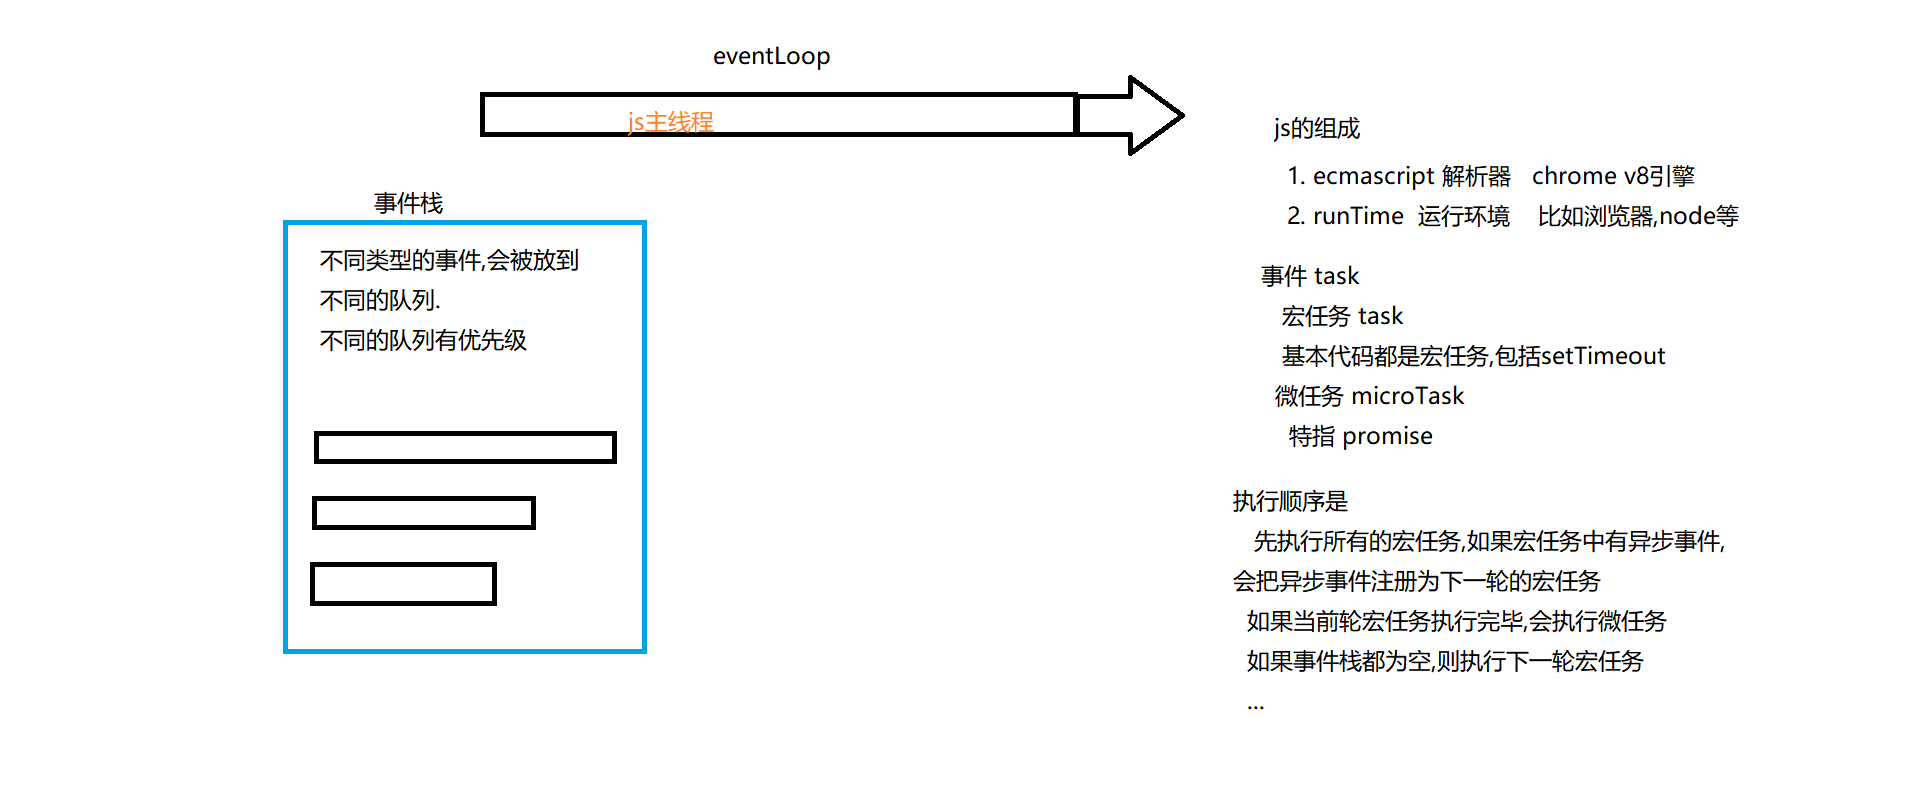 eventLoop
js主线程
事件栈
不同类型的事件,会被放到
不同的队列.
不同的队列有优先级
js的组成
1. ecmascript 解析器 chrome v8引擎
2. runTime 运行环境 比如浏览器,node等
事件 task
宏任务 task
基本代码都是宏任务,包括setTimeout
微任务 microTask
特指 promise
执行顺序是
先执行所有的宏任务,如果宏任务中有异步事件,
会把异步事件注册为下一轮的宏任务
如果当前轮宏任务执行完毕,会执行微任务
如果事件栈都为空,则执行下一轮宏任务
...